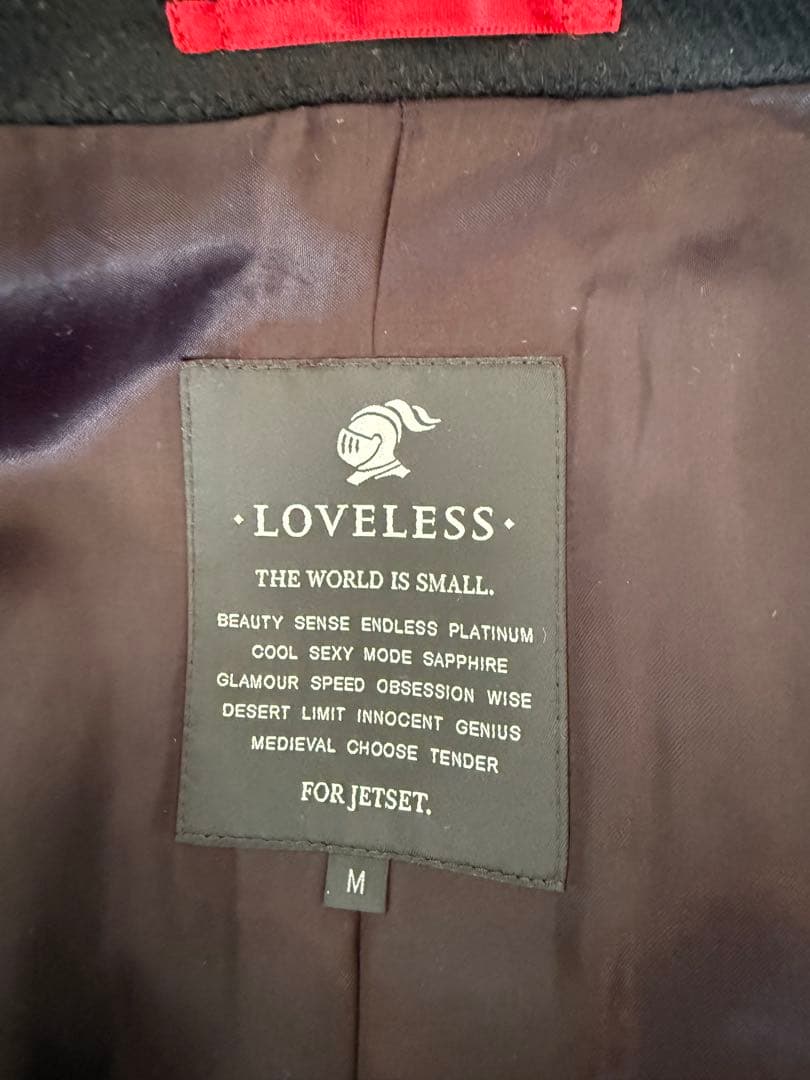 ·LOVELESS·
THE WORLD IS SMALL.
BEAUTY SENSE ENDLESS PLATINUM
COOL SEXY MODE SAPPHIRE
GLAMOUR SPEED OBSESSION WISE
DESERT LIMIT INNOCENT GENIUS
MEDIEVAL CHOOSE TENDER
FOR JETSET.
M